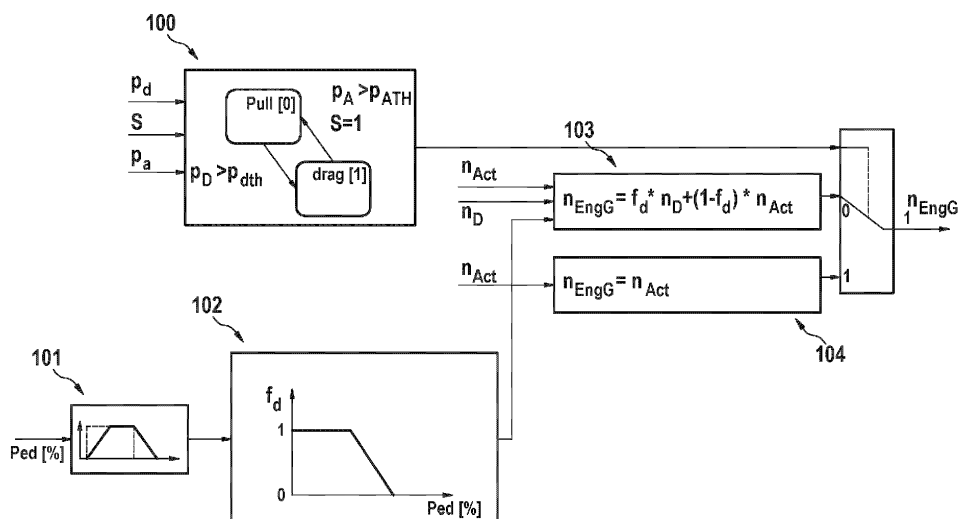 100
p_d
S
p_a
Pull [0]
p_A >p_ATH
S=1
p_D >p_dth
drag [1]
103
n_Act
n_D
n_EngG = f_d* n_D+(1-f_d) * n_Act
0
1
n_EngG
1
n_Act
n_EngG = n_Act
104
101
Ped [%]
102
f_d
1
0
Ped [%]